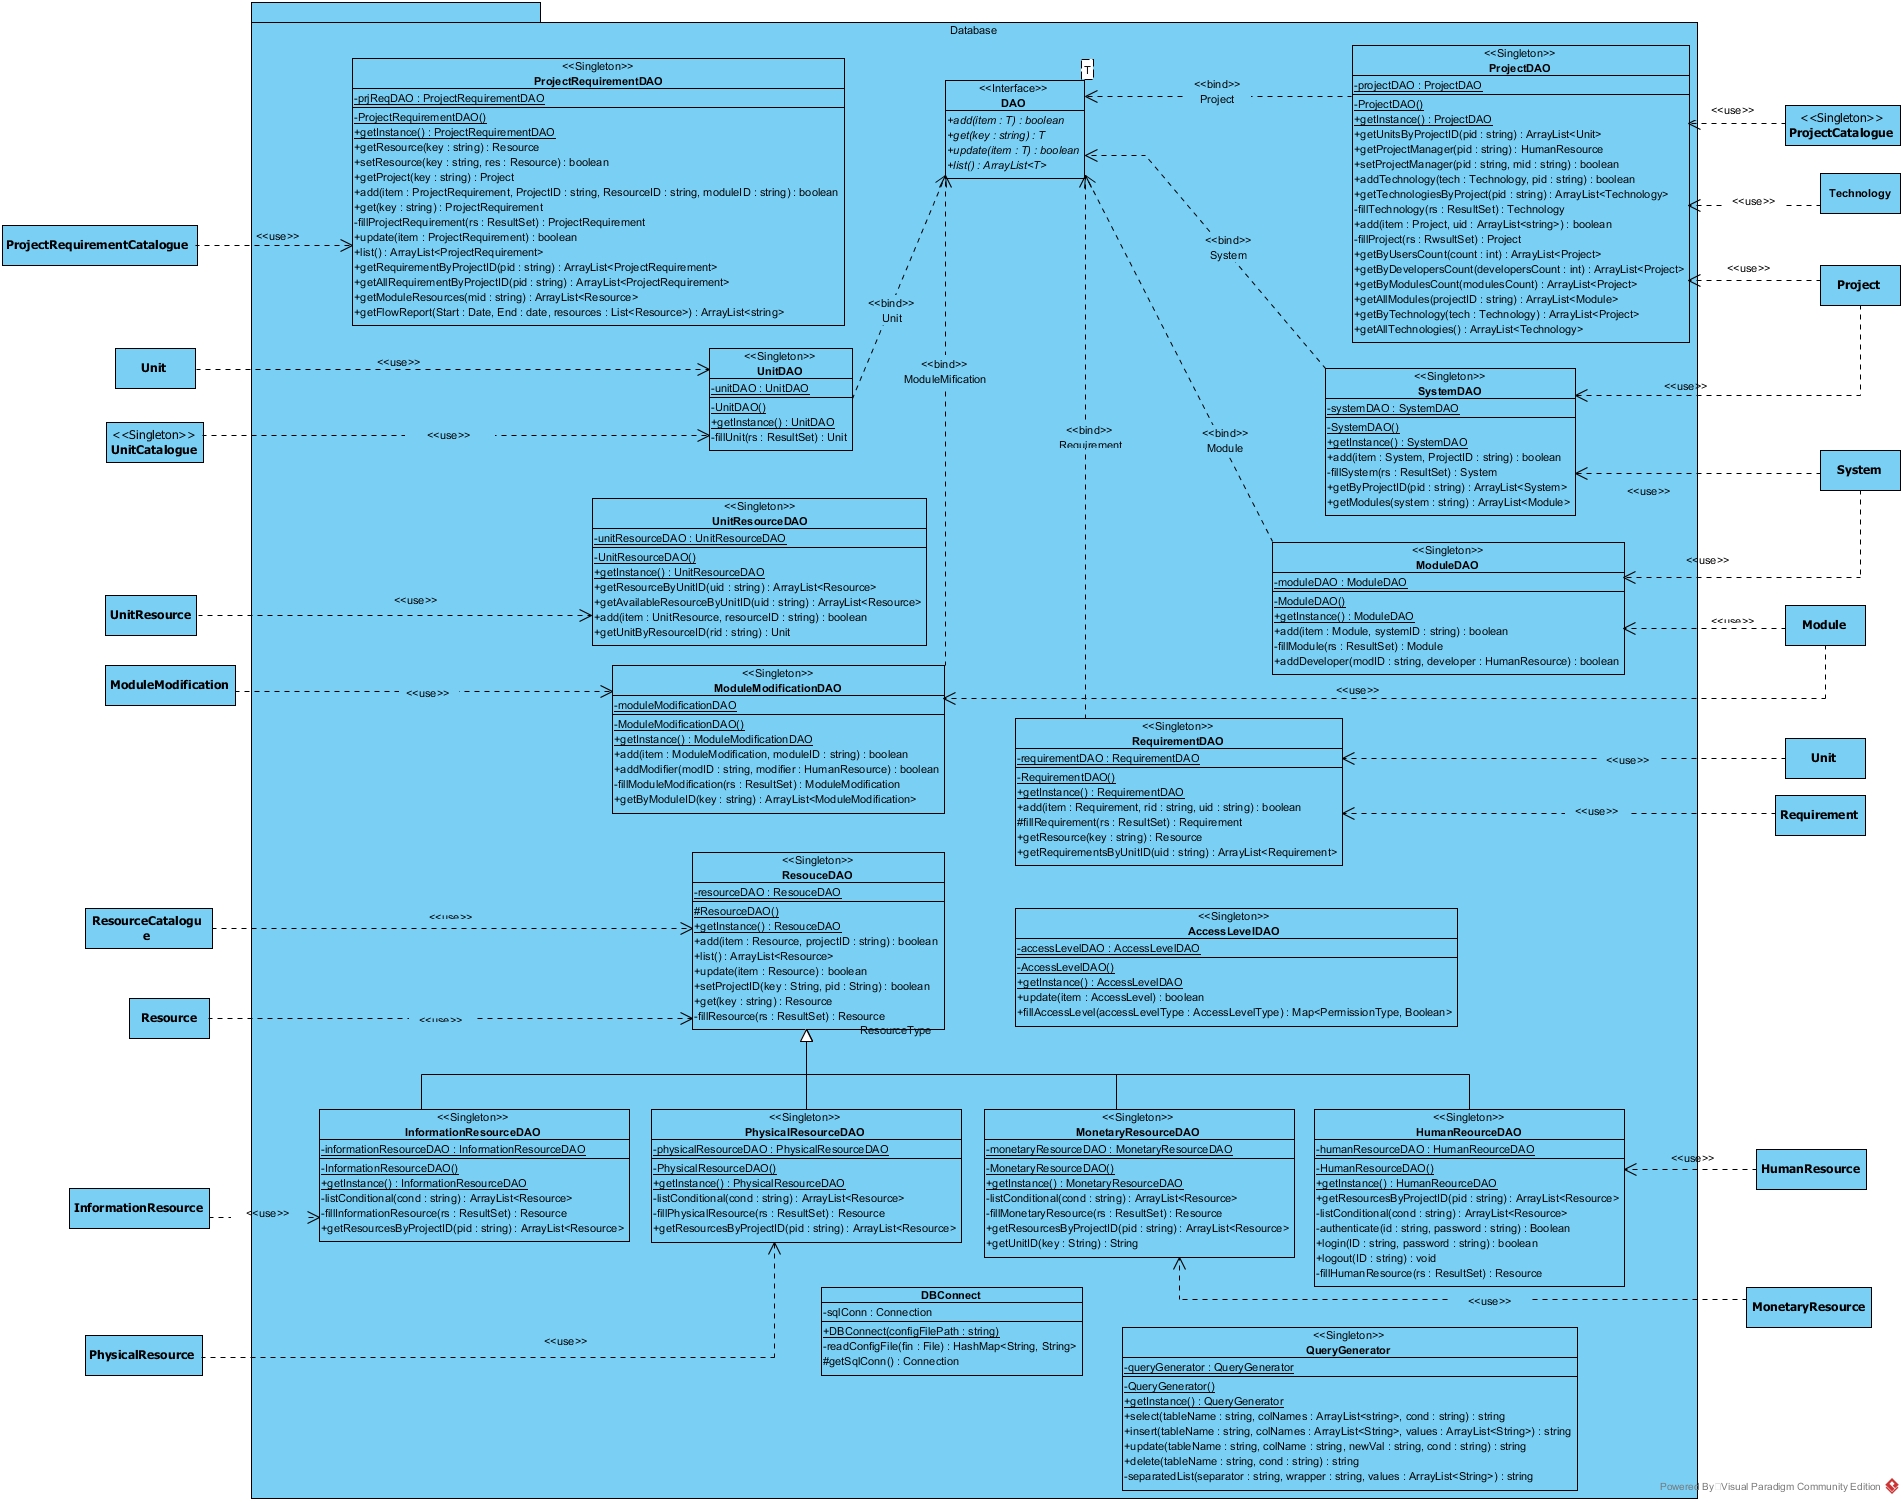 Database
<<Singleton>>
ProjectRequirementDAO
-prjReqDAO : ProjectRequirementDAO
-ProjectRequirementDAO()
+getInstance() : ProjectRequirementDAO
+getResource(key : string) : Resource
+setResource(key : string, res : Resource) : boolean
+getProject(key : string) : Project
+add(item : ProjectRequirement, ProjectID : string, ResourceID : string, moduleID : string) : boolean
+get(key : string) : ProjectRequirement
-fillProjectRequirement(rs : ResultSet) : ProjectRequirement
+update(item : ProjectRequirement) : boolean
+list() : ArrayList<ProjectRequirement>
+getRequirementByProjectID(pid : string) : ArrayList<ProjectRequirement>
+getAllRequirementByProjectID(pid : string) : ArrayList<ProjectRequirement>
+getModuleResources(mid : string) : ArrayList<Resource>
+getFlowReport(Start : Date, End : date, resources : List<Resource>) : ArrayList<string>
T
<<Interface>>
DAO
+add(item : T) : boolean
+get(key : string) : T
+update(item : T) : boolean
+list() : ArrayList<T>
<<bind>>
Project
<<Singleton>>
ProjectDAO
-projectDAO : ProjectDAO
-ProjectDAO()
+getInstance() : ProjectDAO
+getUnitsByProjectID(pid : string) : ArrayList<Unit>
+getProjectManager(pid : string) : HumanResource
+setProjectManager(pid : string, mid : string) : boolean
+addTechnology(tech : Technology, pid : string) : boolean
+getTechnologiesByProject(pid : string) : ArrayList<Technology>
-fillTechnology(rs : ResultSet) : Technology
+add(item : Project, uid : ArrayList<string>) : boolean
-fillProject(rs : RwsultSet) : Project
+getByUsersCount(count : int) : ArrayList<Project>
+getByDevelopersCount(developersCount : int) : ArrayList<Project>
+getByModulesCount(modulesCount) : ArrayList<Project>
+getAllModules(projectID : string) : ArrayList<Module>
+getByTechnology(tech : Technology) : ArrayList<Project>
+getAllTechnologies() : ArrayList<Technology>
<<use>>
<<Singleton>>
ProjectCatalogue
<<use>>
Technology
<<use>>
Project
ProjectRequirementCatalogue
<<use>>
<<bind>>
System
<<bind>>
Unit
<<bind>>
ModuleMification
<<bind>>
Requirement
<<bind>>
Module
Unit
<<use>>
<<Singleton>>
UnitCatalogue
<<use>>
<<Singleton>>
UnitDAO
-unitDAO : UnitDAO
-UnitDAO()
+getInstance() : UnitDAO
-fillUnit(rs : ResultSet) : Unit
<<Singleton>>
SystemDAO
-systemDAO : SystemDAO
-SystemDAO()
+getInstance() : SystemDAO
+add(item : System, ProjectID : string) : boolean
-fillSystem(rs : ResultSet) : System
+getByProjectID(pid : string) : ArrayList<System>
+getModules(system : string) : ArrayList<Module>
<<use>>
<<use>>
System
<<Singleton>>
UnitResourceDAO
-unitResourceDAO : UnitResourceDAO
-UnitResourceDAO()
+getInstance() : UnitResourceDAO
+getResourceByUnitID(uid : string) : ArrayList<Resource>
+getAvailableResourceByUnitID(uid : string) : ArrayList<Resource>
+add(item : UnitResource, resourceID : string) : boolean
+getUnitByResourceID(rid : string) : Unit
UnitResource
<<use>>
<<Singleton>>
ModuleDAO
-moduleDAO : ModuleDAO
-ModuleDAO()
+getInstance() : ModuleDAO
+add(item : Module, systemID : string) : boolean
-fillModule(rs : ResultSet) : Module
+addDeveloper(modID : string, developer : HumanResource) : boolean
<<use>>
<<use>>
Module
ModuleModification
<<use>>
<<Singleton>>
ModuleModificationDAO
-moduleModificationDAO
-ModuleModificationDAO()
+getInstance() : ModuleModificationDAO
+add(item : ModuleModification, moduleID : string) : boolean
+addModifier(modID : string, modifier : HumanResource) : boolean
-fillModuleModification(rs : ResultSet) : ModuleModification
+getByModuleID(key : string) : ArrayList<ModuleModification>
<<use>>
<<Singleton>>
RequirementDAO
-requirementDAO : RequirementDAO
-RequirementDAO()
+getInstance() : RequirementDAO
+add(item : Requirement, rid : string, uid : string) : boolean
#fillRequirement(rs : ResultSet) : Requirement
+getResource(key : string) : Resource
+getRequirementsByUnitID(uid : string) : ArrayList<Requirement>
<<use>>
Unit
<<use>>
Requirement
<<Singleton>>
ResouceDAO
-resourceDAO : ResouceDAO
#ResourceDAO()
+getInstance() : ResouceDAO
+add(item : Resource, projectID : string) : boolean
+list() : ArrayList<Resource>
+update(item : Resource) : boolean
+setProjectID(key : String, pid : String) : boolean
+get(key : string) : Resource
-fillResource(rs : ResultSet) : Resource
ResourceType
ResourceCatalogu
e
<<use>>
Resource
<<use>>
<<Singleton>>
AccessLevelDAO
-accessLevelDAO : AccessLevelDAO
-AccessLevelDAO()
+getInstance() : AccessLevelDAO
+update(item : AccessLevel) : boolean
+fillAccessLevel(accessLevelType : AccessLevelType) : Map<PermissionType, Boolean>
<<Singleton>>
InformationResourceDAO
-informationResourceDAO : InformationResourceDAO
-InformationResourceDAO()
+getInstance() : InformationResourceDAO
-listConditional(cond : string) : ArrayList<Resource>
-fillInformationResource(rs : ResultSet) : Resource
+getResourcesByProjectID(pid : string) : ArrayList<Resource>
<<Singleton>>
PhysicalResourceDAO
-physicalResourceDAO : PhysicalResourceDAO
-PhysicalResourceDAO()
+getInstance() : PhysicalResourceDAO
-listConditional(cond : string) : ArrayList<Resource>
-fillPhysicalResource(rs : ResultSet) : Resource
+getResourcesByProjectID(pid : string) : ArrayList<Resource>
<<Singleton>>
MonetaryResourceDAO
-monetaryResourceDAO : MonetaryResourceDAO
-MonetaryResourceDAO()
+getInstance() : MonetaryResourceDAO
-listConditional(cond : string) : ArrayList<Resource>
-fillMonetaryResource(rs : ResultSet) : Resource
+getResourcesByProjectID(pid : string) : ArrayList<Resource>
+getUnitID(key : String) : String
<<Singleton>>
HumanReourceDAO
-humanResourceDAO : HumanReourceDAO
-HumanResourceDAO()
+getInstance() : HumanReourceDAO
+getResourcesByProjectID(pid : string) : ArrayList<Resource>
-listConditional(cond : string) : ArrayList<Resource>
-authenticate(id : string, password : string) : Boolean
+login(ID : string, password : string) : boolean
+logout(ID : string) : void
-fillHumanResource(rs : ResultSet) : Resource
<<use>>
HumanResource
InformationResource
<<use>>
PhysicalResource
<<use>>
<<use>>
MonetaryResource
DBConnect
-sqlConn : Connection
+DBConnect(configFilePath : string)
-readConfigFile(fin : File) : HashMap<String, String>
#getSqlConn() : Connection
<<Singleton>>
QueryGenerator
-queryGenerator : QueryGenerator
-QueryGenerator()
+getInstance() : QueryGenerator
+select(tableName : string, colNames : ArrayList<string>, cond : string) : string
+insert(tableName : string, colNames : ArrayList<String>, values : ArrayList<String>) : string
+update(tableName : string, colName : string, newVal : string, cond : string) : string
+delete(tableName : string, cond : string) : string
-separatedList(separator : string, wrapper : string, values : ArrayList<String>) : string
Powered By Visual Paradigm Community Edition